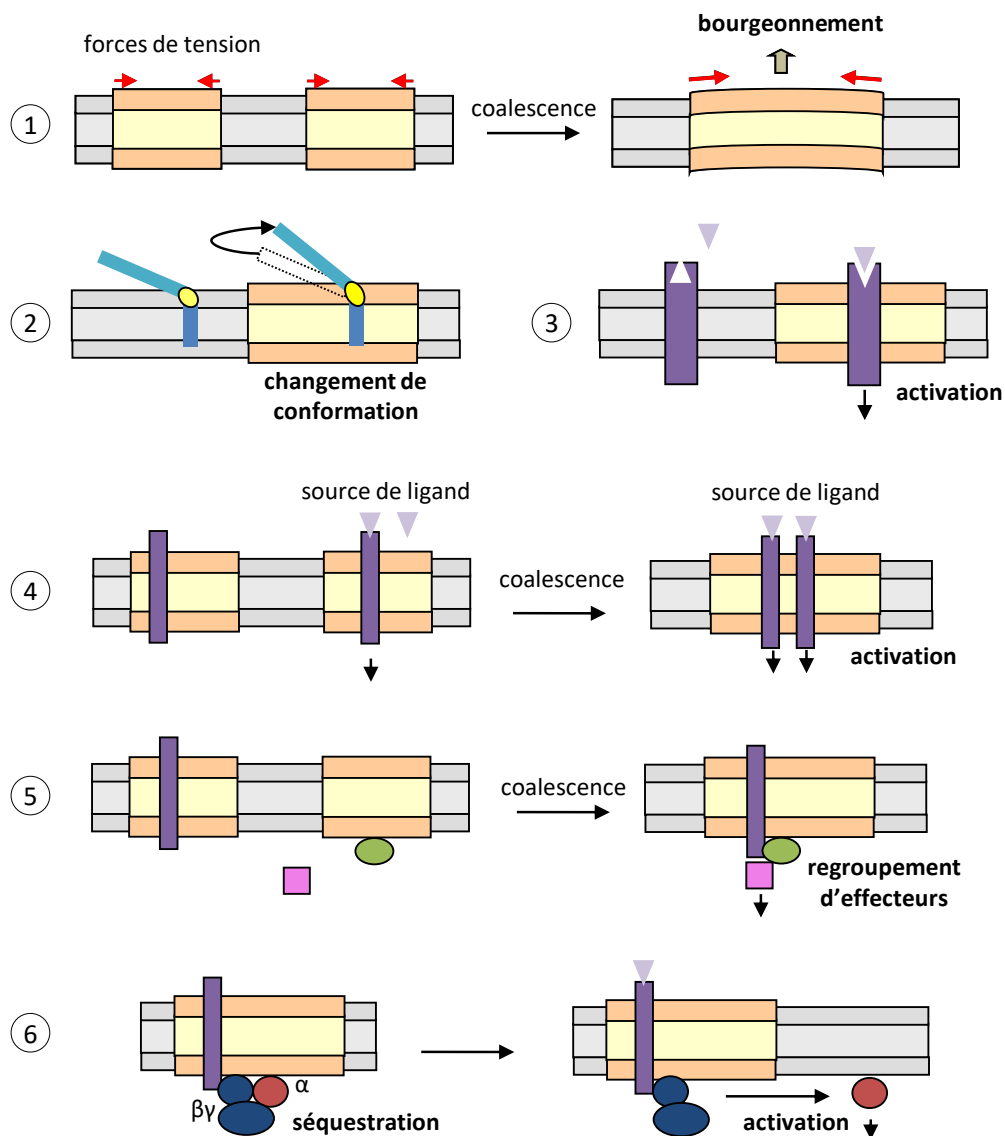 bourgeonnement
forces de tension
coalescence
1
2
changement de
conformation
3
activation
source de ligand
source de ligand
4
coalescence
activation
5
coalescence
regroupement
d’effecteurs
6
α
βγ
séquestration
activation